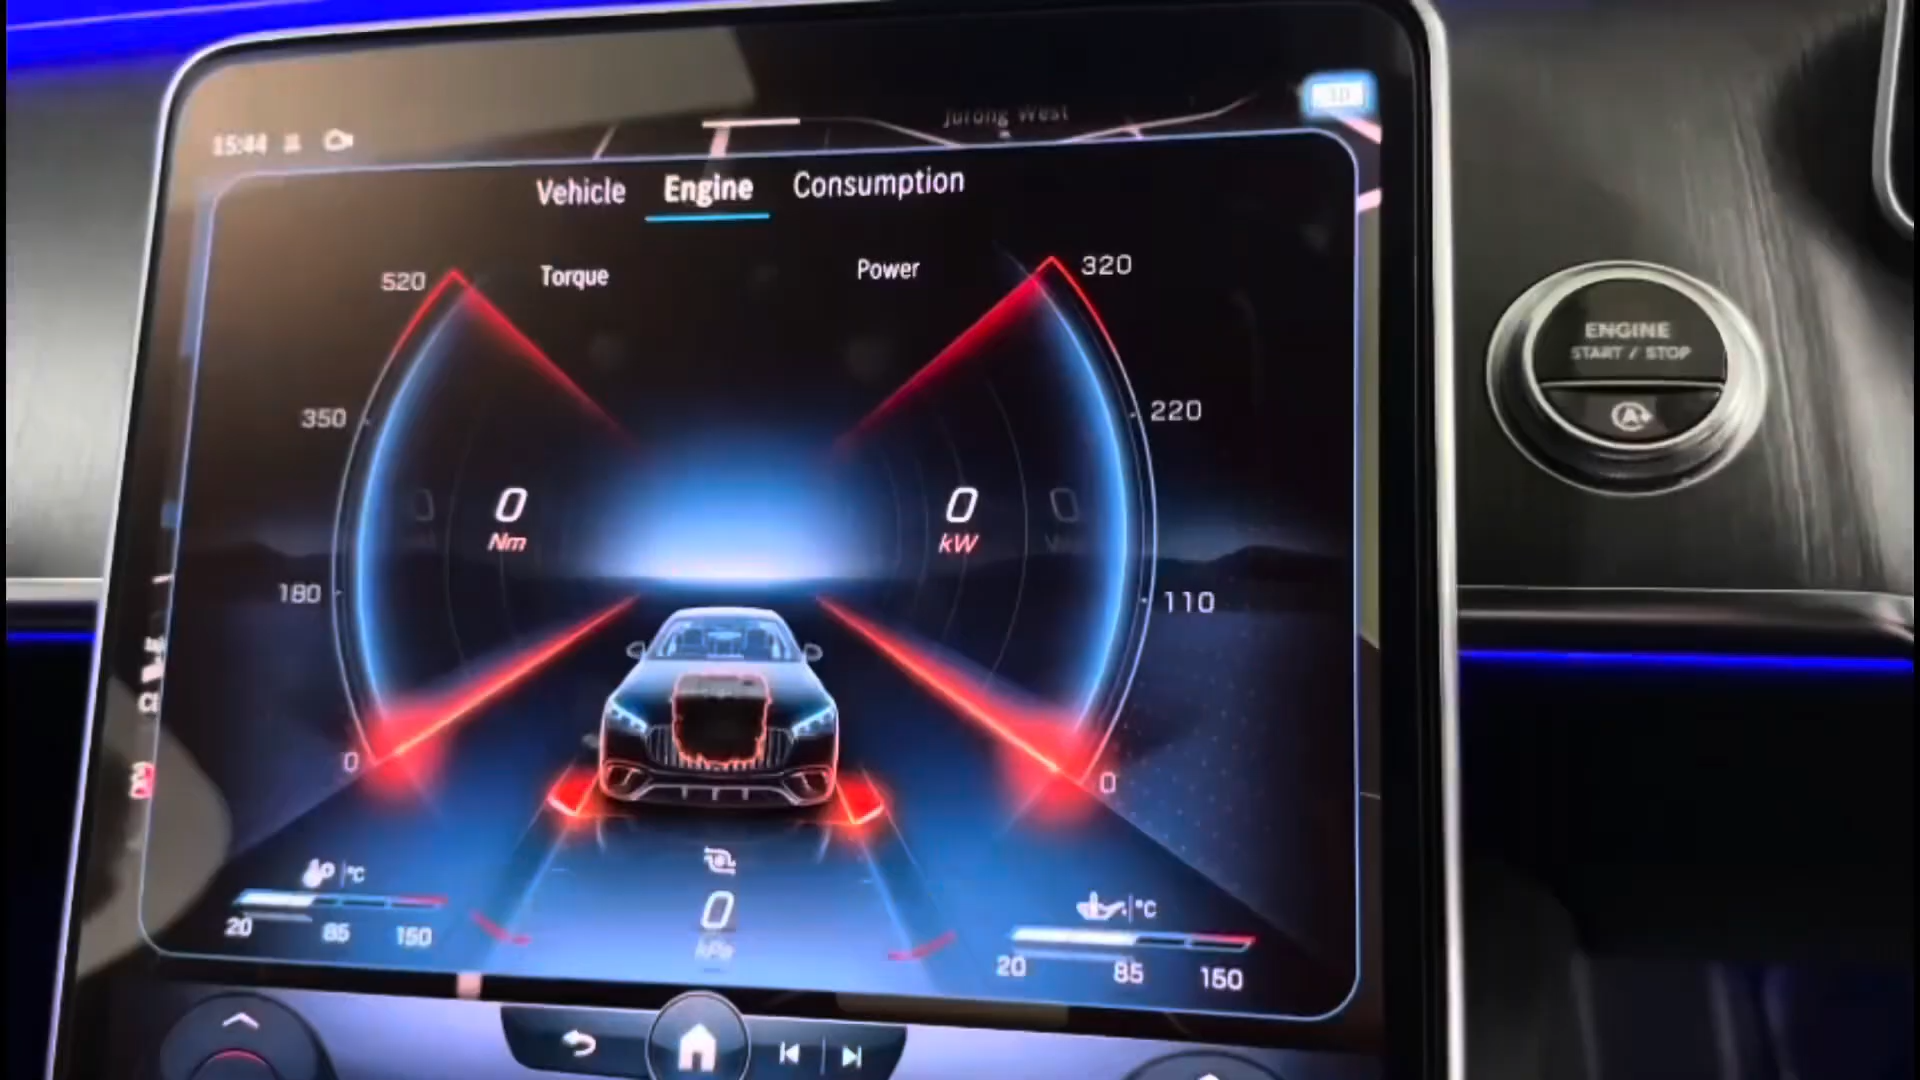 Jurong West
15:44
Vehicle Engine Consumption
Torque Power
520 320
350 220
0 0
Nm kW
180 110
0 0
0
kPa
°C °C
20 85 150
20 85 150
ENGINE
START / STOP
A